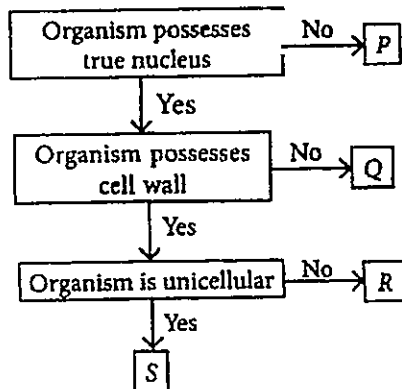 Organism possesses
true nucleus
No
P
Yes
Organism possesses
cell wall
No
Q
Yes
Organism is unicellular
No
R
Yes
S